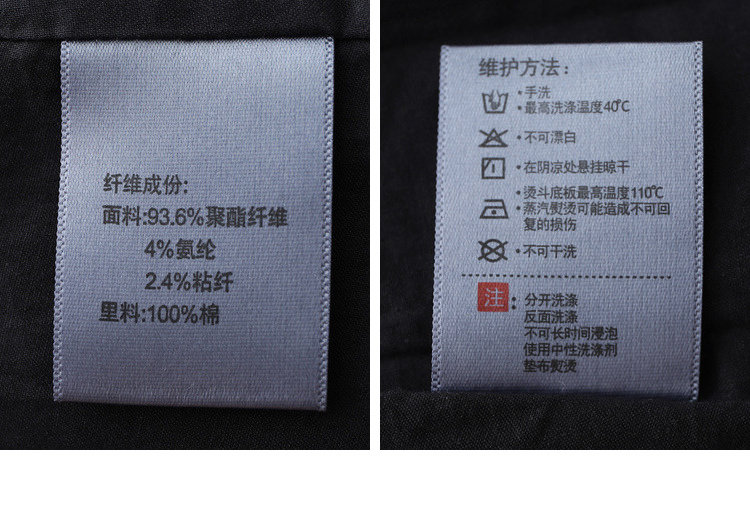 纤维成份:
面料:93.6%聚酯纤维
4%氨纶
2.4%粘纤
里料:100%棉
维护方法:
•手洗
•最高洗涤温度40℃
•不可漂白
•在阴凉处悬挂晾干
•烫斗底板最高温度110℃
•蒸汽熨烫可能造成不可回
复的损伤
•不可干洗
注:分开洗涤
反面洗涤
不可长时间浸泡
使用中性洗涤剂
垫布熨烫